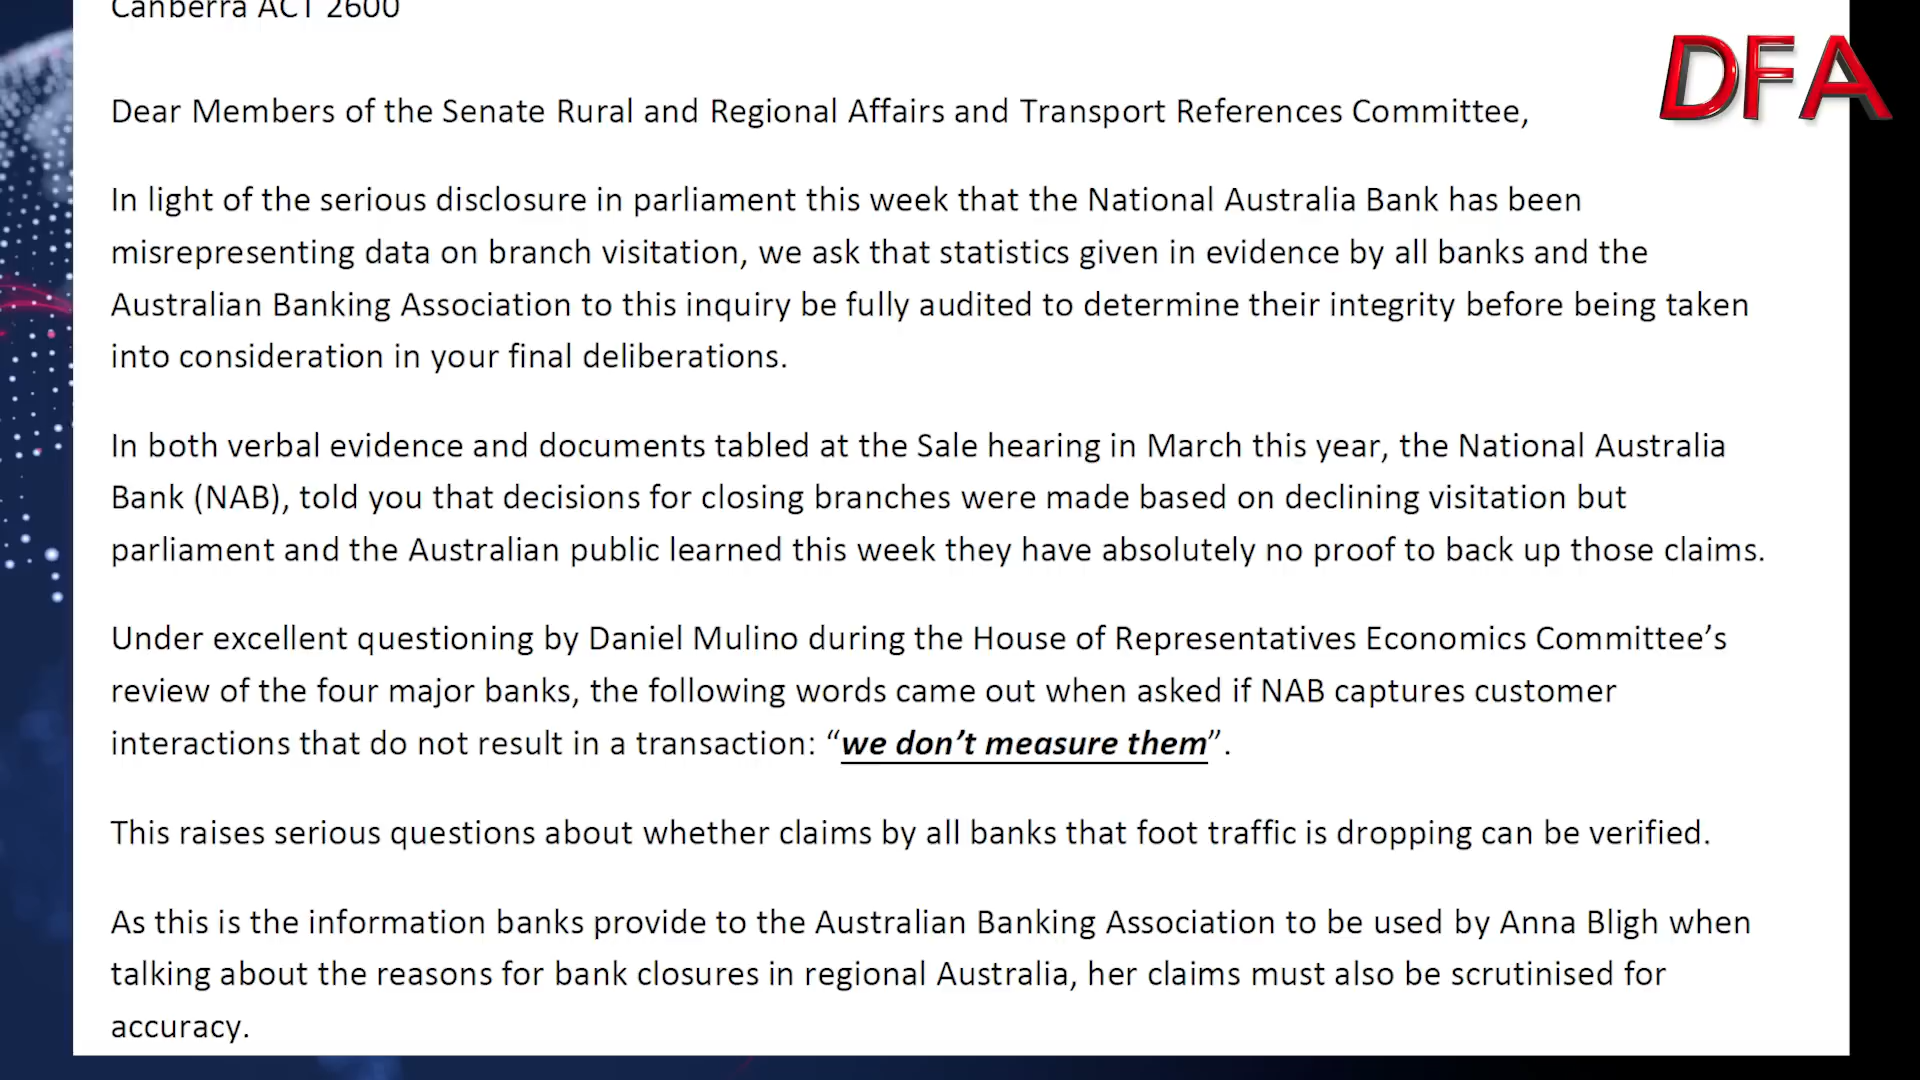 Canberra ACT 2600
DFA
Dear Members of the Senate Rural and Regional Affairs and Transport References Committee,
In light of the serious disclosure in parliament this week that the National Australia Bank has been
misrepresenting data on branch visitation, we ask that statistics given in evidence by all banks and the
Australian Banking Association to this inquiry be fully audited to determine their integrity before being taken
into consideration in your final deliberations.
In both verbal evidence and documents tabled at the Sale hearing in March this year, the National Australia
Bank (NAB), told you that decisions for closing branches were made based on declining visitation but
parliament and the Australian public learned this week they have absolutely no proof to back up those claims.
Under excellent questioning by Daniel Mulino during the House of Representatives Economics Committee’s
review of the four major banks, the following words came out when asked if NAB captures customer
interactions that do not result in a transaction: “we don’t measure them”.
This raises serious questions about whether claims by all banks that foot traffic is dropping can be verified.
As this is the information banks provide to the Australian Banking Association to be used by Anna Bligh when
talking about the reasons for bank closures in regional Australia, her claims must also be scrutinised for
accuracy.